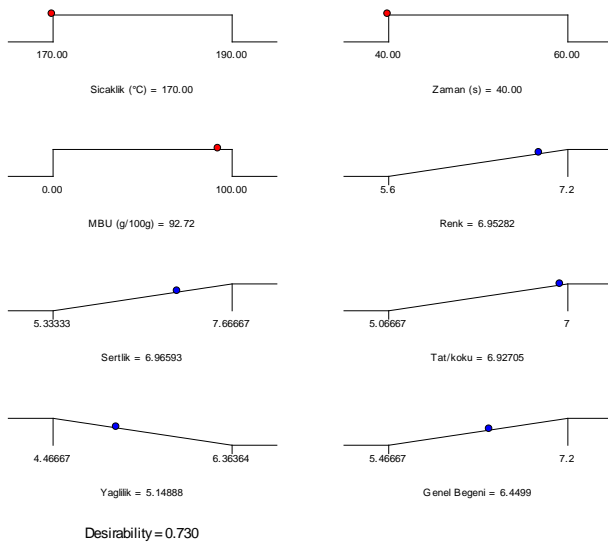 170.00 190.00
Sicaklik (°C) = 170.00
40.00 60.00
Zaman (s) = 40.00
0.00 100.00
MBU (g/100g) = 92.72
5.6 7.2
Renk = 6.95282
5.33333 7.66667
Sertlik = 6.96593
5.06667 7
Tat/koku = 6.92705
4.46667 6.36364
Yaglilik = 5.14888
5.46667 7.2
Genel Begeni = 6.4499
Desirability = 0.730